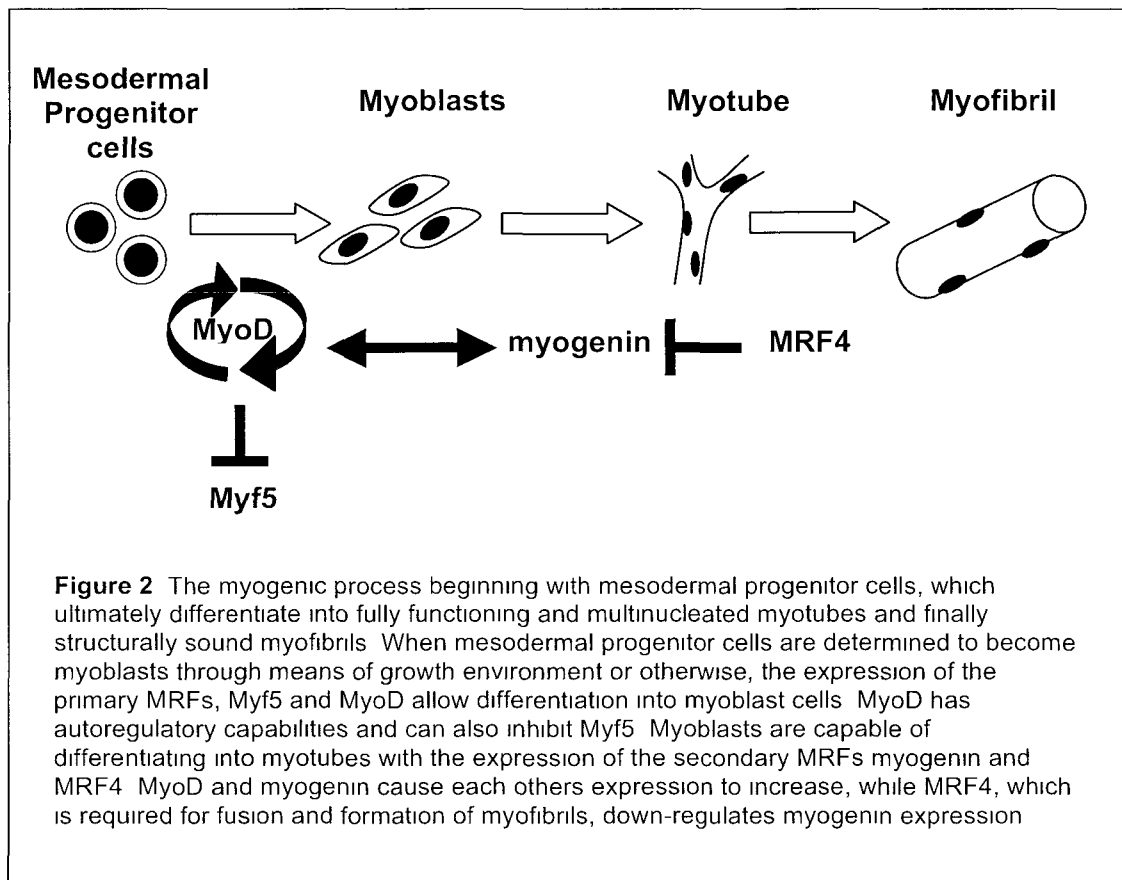 Mesodermal
Progenitor
cells
Myoblasts
Myotube
Myofibril
MyoD
myogenin
MRF4
Myf5
Figure 2 The myogenic process beginning with mesodermal progenitor cells, which
ultimately differentiate into fully functioning and multinucleated myotubes and finally
structurally sound myofibrils When mesodermal progenitor cells are determined to become
myoblasts through means of growth environment or otherwise, the expression of the
primary MRFs, Myf5 and MyoD allow differentiation into myoblast cells MyoD has
autoregulatory capabilities and can also inhibit Myf5 Myoblasts are capable of
differentiating into myotubes with the expression of the secondary MRFs myogenin and
MRF4 MyoD and myogenin cause each others expression to increase, while MRF4, which
is required for fusion and formation of myofibrils, down-regulates myogenin expression